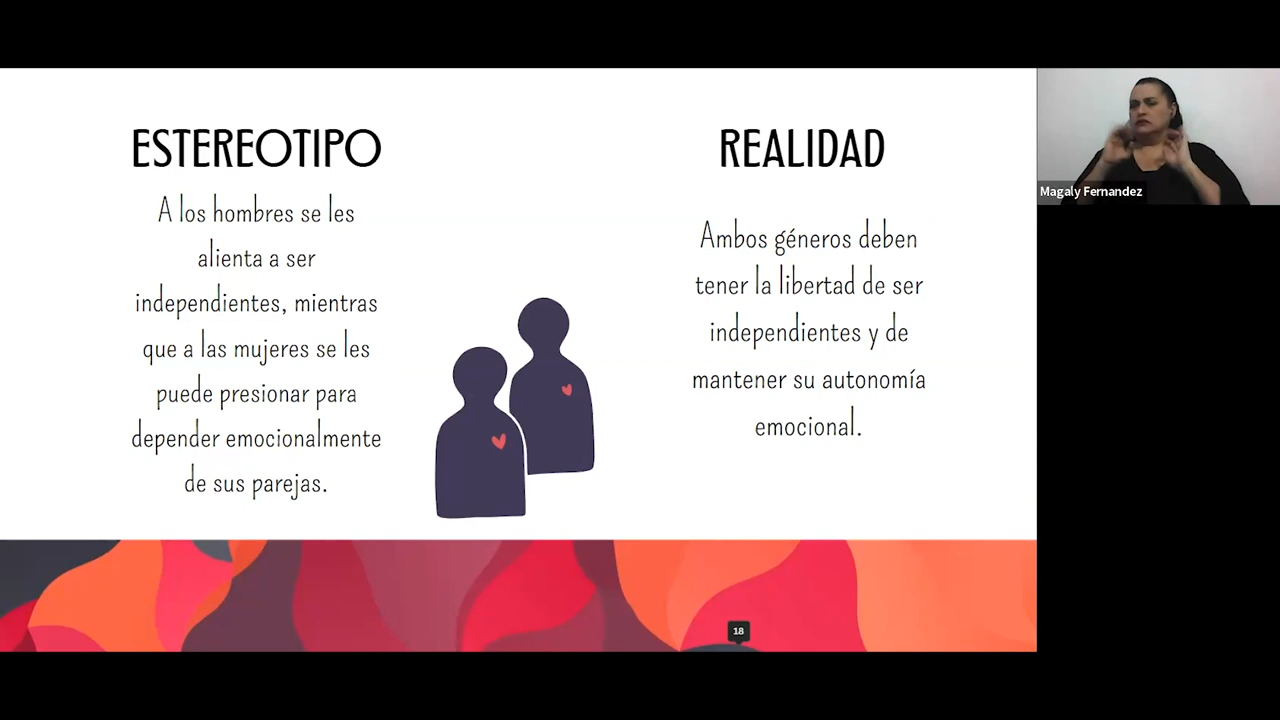 ESTEREOTIPO
A los hombres se les
alienta a ser
independientes, mientras
que a las mujeres se les
puede presionar para
depender emocionalmente
de sus parejas.
REALIDAD
Ambos géneros deben
tener la libertad de ser
independientes y de
mantener su autonomía
emocional.
Magaly Fernandez
18